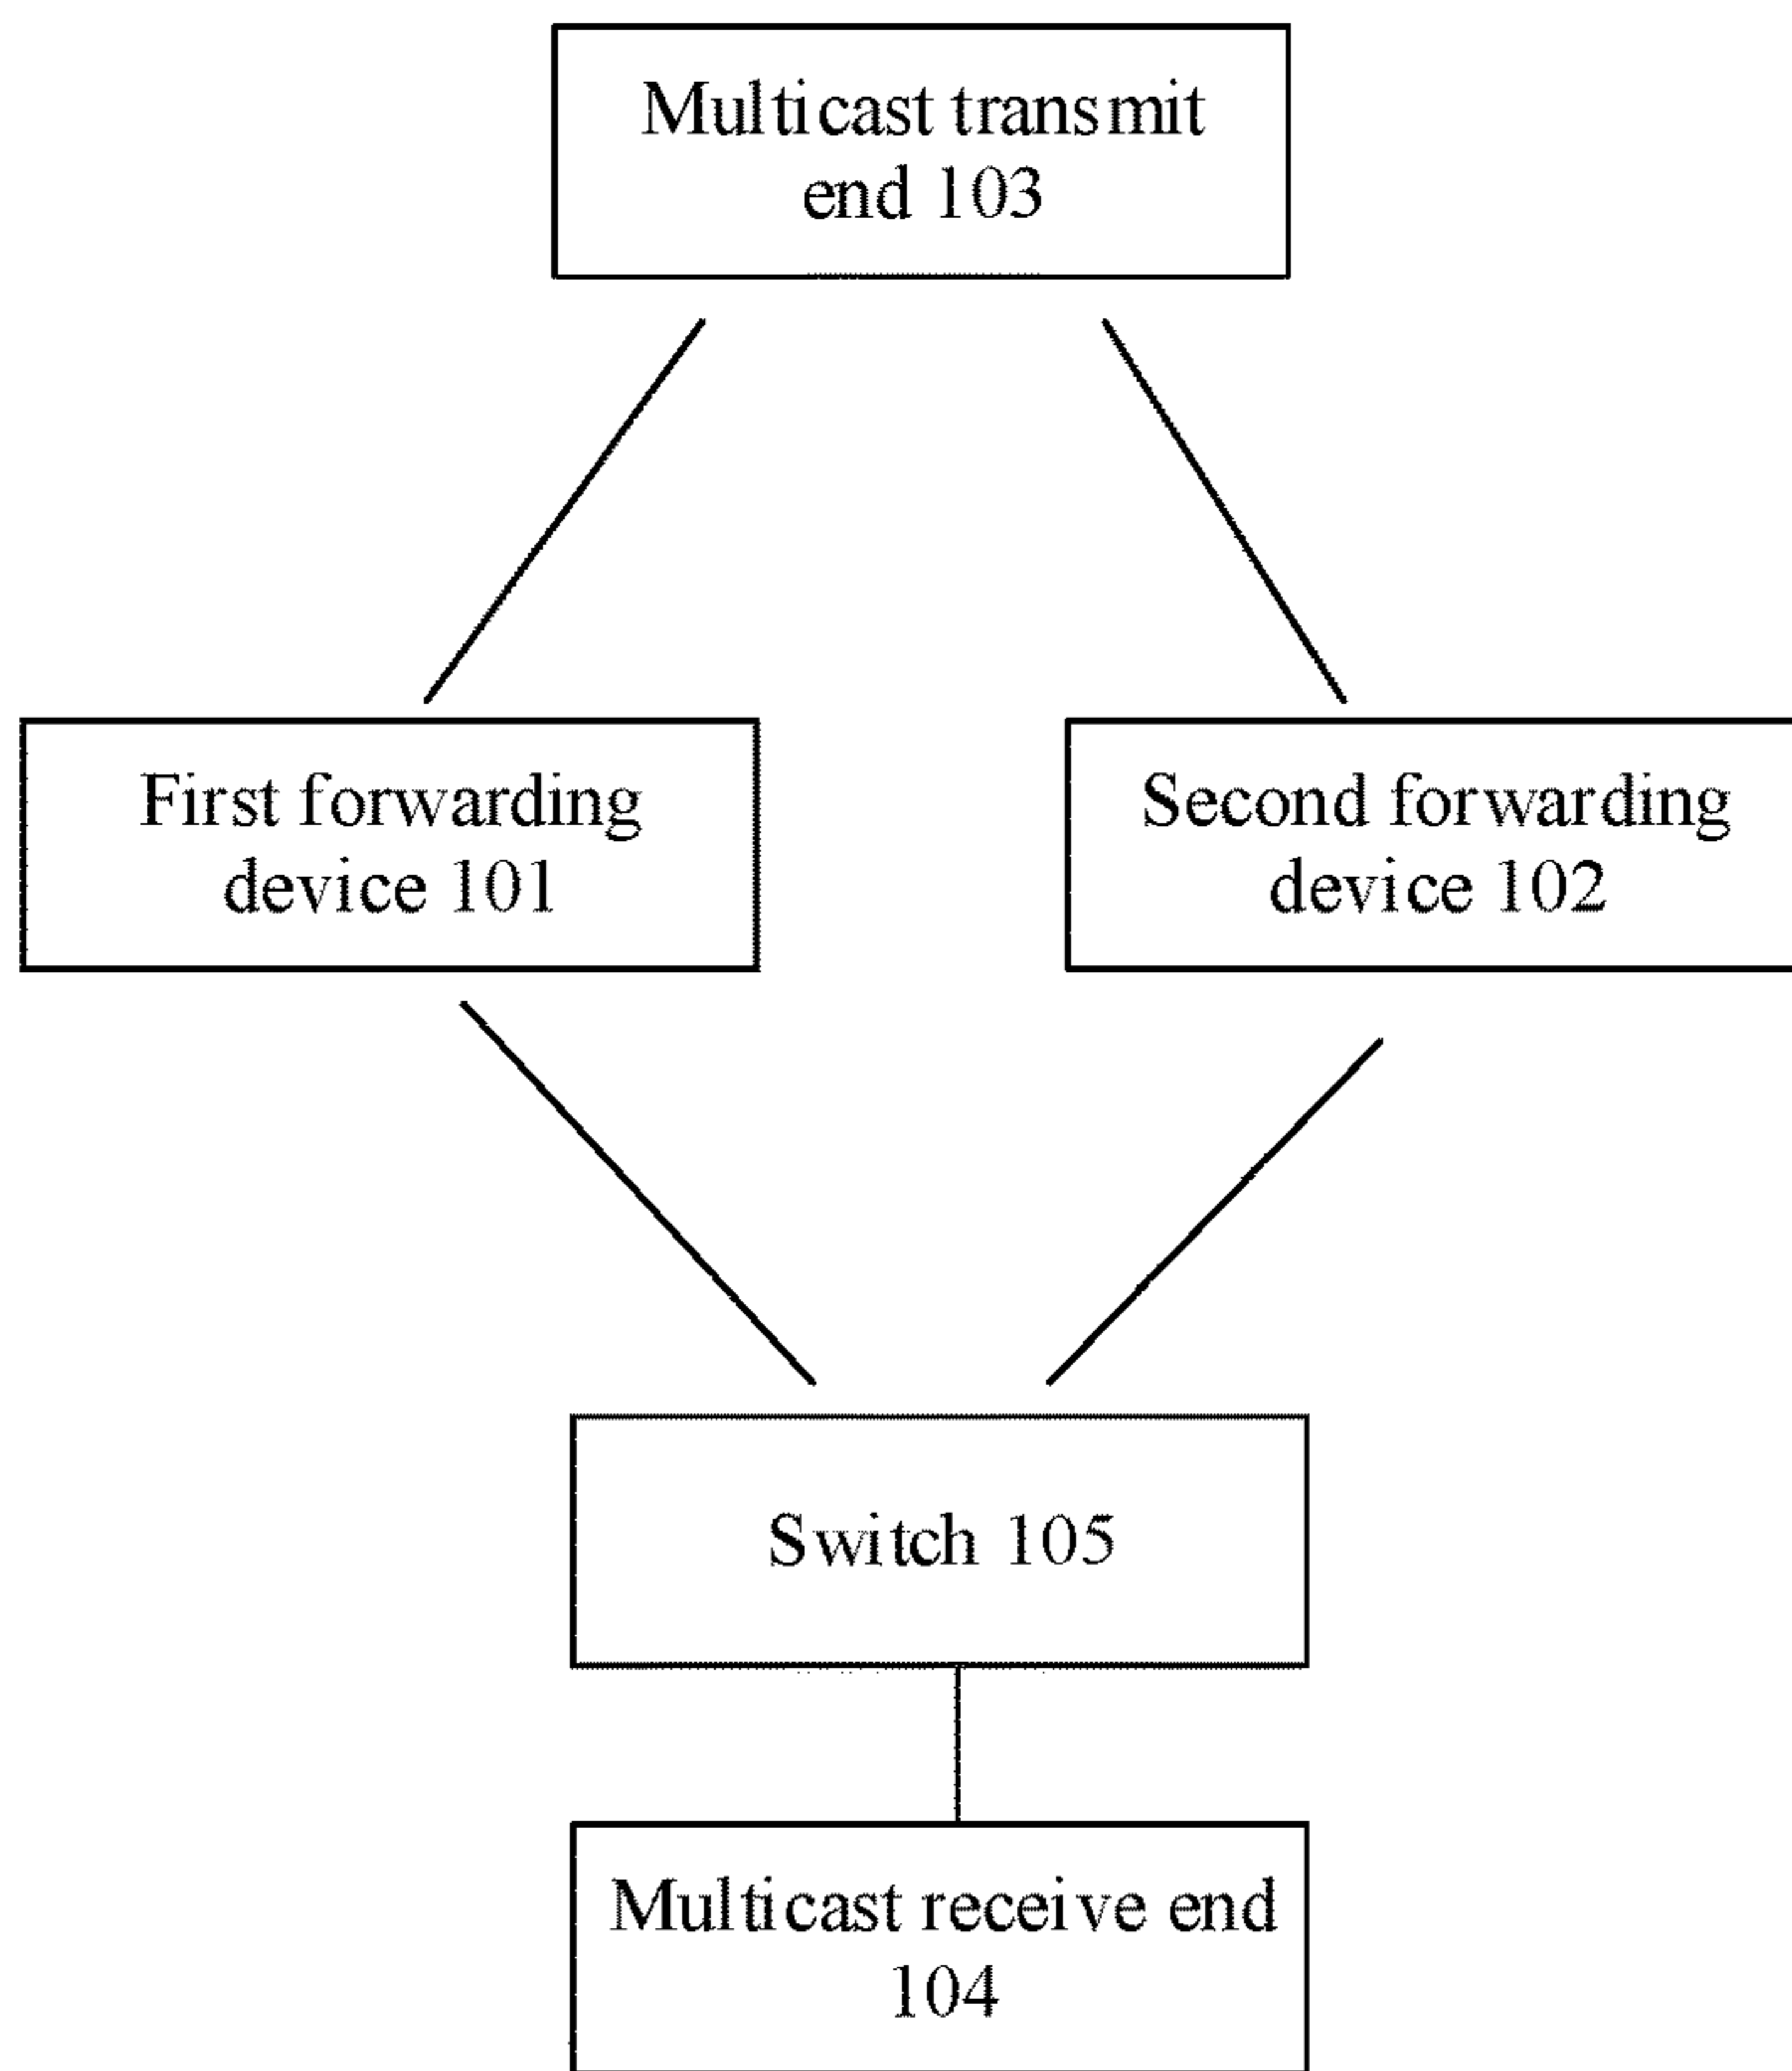 Multicast transmit
end 103
First forwarding
device 101
Second forwarding
device 102
Switch 105
Multicast receive end
104